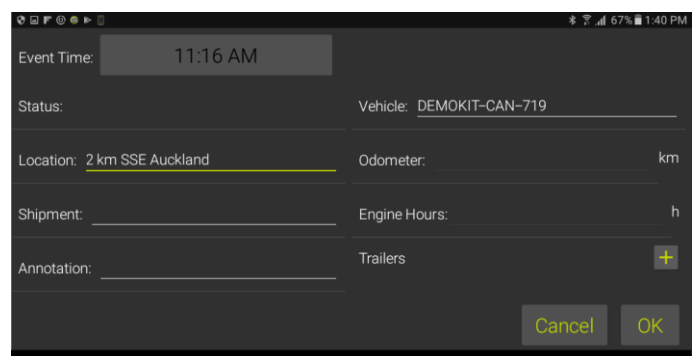 67% 1:40 PM
Event Time: 11:16 AM
Status:
Vehicle: DEMOKIT-CAN-719
Location: 2 km SSE Auckland
Odometer: km
Shipment:
Engine Hours: h
Annotation:
Trailers +
Cancel OK